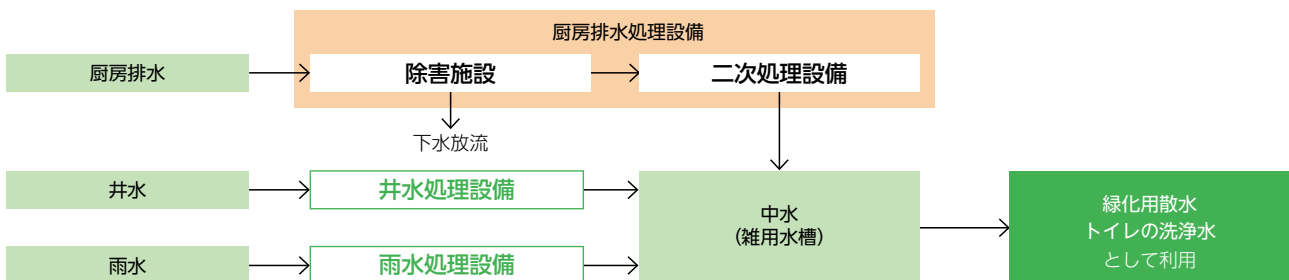 厨房排水処理設備
厨房排水
除害施設
二次処理設備
下水放流
井水
井水処理設備
中水
(雑用水槽)
緑化用散水
トイレの洗浄水
として利用
雨水
雨水処理設備